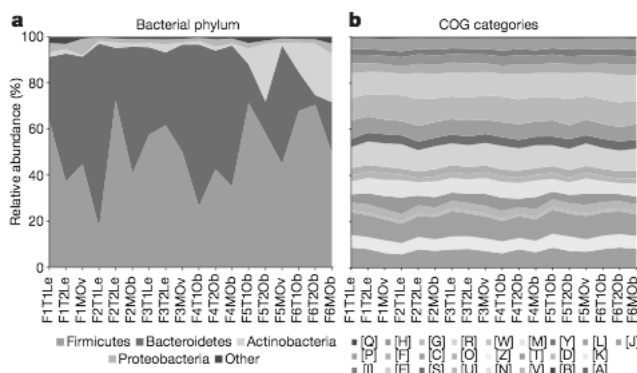 a Bacterial phylum
b COG categories
Relative abundance (%)
100
80
60
40
20
0
F1T1Le
F1T2Le
F1MOv
F2T1Le
F2T2Le
F2MOb
F3T1Le
F3T2Le
F3MOv
F4T1Ob
F4T2Ob
F4MOb
F5T1Ob
F5T2Ob
F5MOv
F6T1Ob
F6T2Ob
F6MOb
F1T1Le
F1T2Le
F1MOv
F2T1Le
F2T2Le
F2MOb
F3T1Le
F3T2Le
F3MOv
F4T1Ob
F4T2Ob
F4MOb
F5T1Ob
F5T2Ob
F5MOv
F6T1Ob
F6T2Ob
F6MOb
Firmicutes Bacteroidetes Actinobacteria
Proteobacteria Other
[Q] [H] [G] [R] [W] [M] [Y] [L] [J]
[P] [F] [C] [O] [Z] [T] [D] [K]
[I] [E] [S] [U] [N] [V] [B] [A]